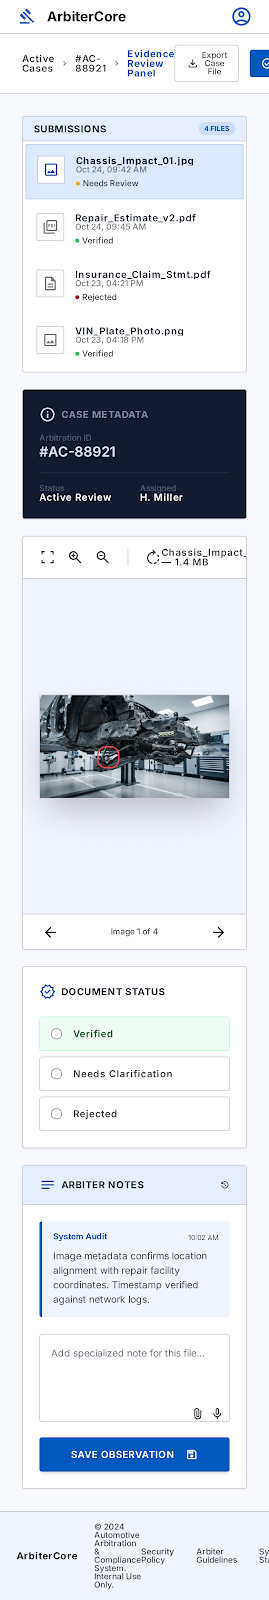 ArbiterCore
Active Cases
#AC-88921
Evidence Review Panel
Export Case File
SUBMISSIONS
4 FILES
Chassis_Impact_01.jpg
Oct 24, 09:42 AM
Needs Review
Repair_Estimate_v2.pdf
Oct 24, 09:45 AM
Verified
Insurance_Claim_Stmt.pdf
Oct 23, 04:21 PM
Rejected
VIN_Plate_Photo.png
Oct 23, 04:18 PM
Verified
CASE METADATA
Arbitration ID
#AC-88921
Status
Assigned
Active Review
H. Miller
Chassis_Impact_
— 1.4 MB
Image 1 of 4
DOCUMENT STATUS
Verified
Needs Clarification
Rejected
ARBITER NOTES
System Audit
10:02 AM
Image metadata confirms location
alignment with repair facility
coordinates. Timestamp verified
against network logs.
Add specialized note for this file...
SAVE OBSERVATION
ArbiterCore
© 2024
Automotive
Arbitration
&
Compliance
System.
Internal Use
Only.
Security
Policy
Arbiter
Guidelines
Sy
Sta